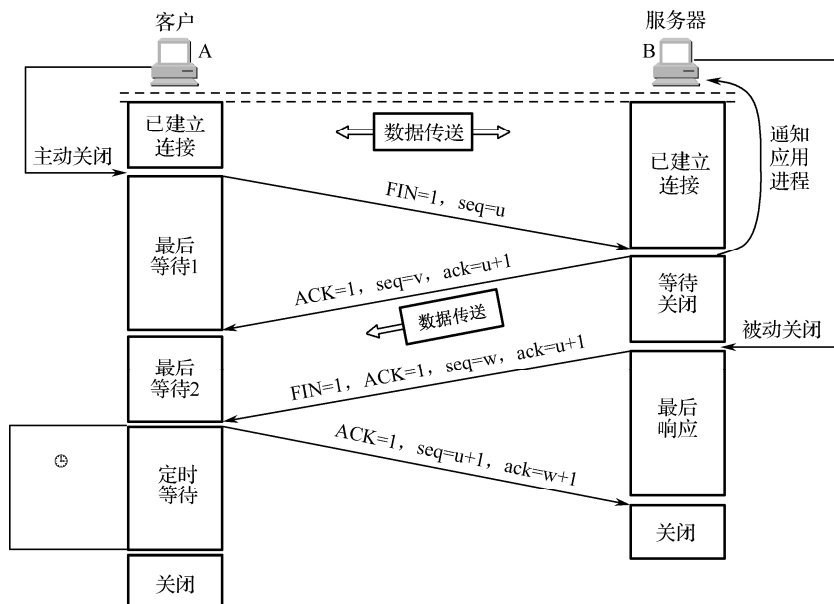 客户
服务器
A
B
已建立
连接
数据传送
已建立
连接
通知
应用
进程
主动关闭
FIN=1，seq=u
最后
等待1
ACK=1，seq=v，ack=u+1
等待
关闭
数据传送
被动关闭
最后
等待2
FIN=1，ACK=1，seq=w，ack=u+1
最后
响应
ACK=1，seq=u+1，ack=w+1
定时
等待
关闭
关闭